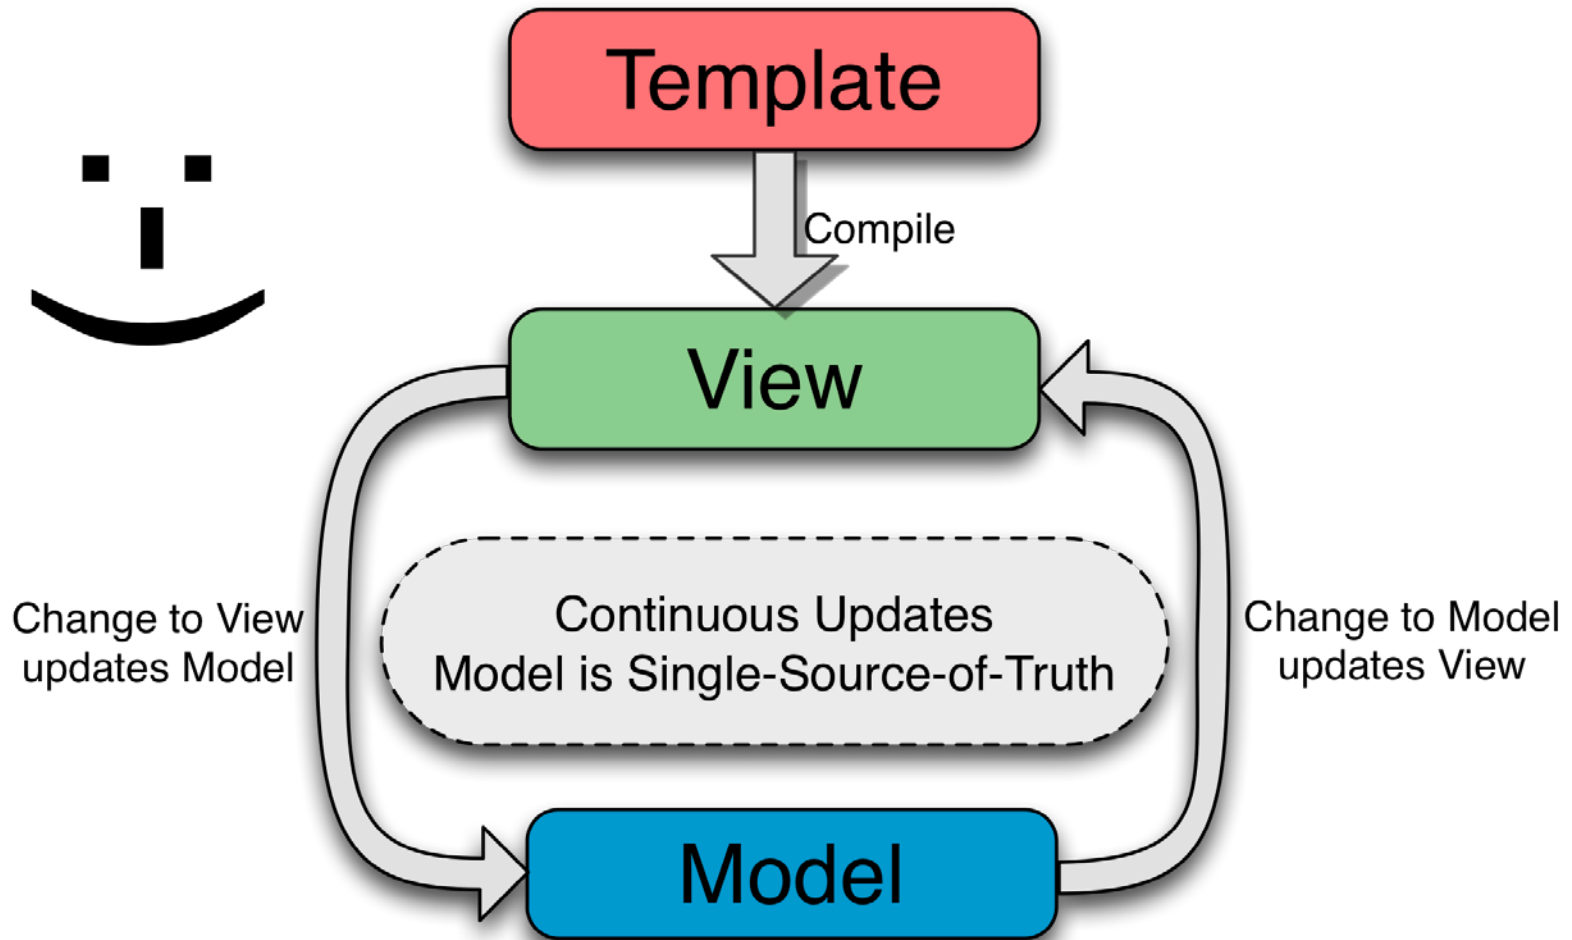 Template
Compile
View
Change to View
updates Model
Continuous Updates
Model is Single-Source-of-Truth
Change to Model
updates View
Model